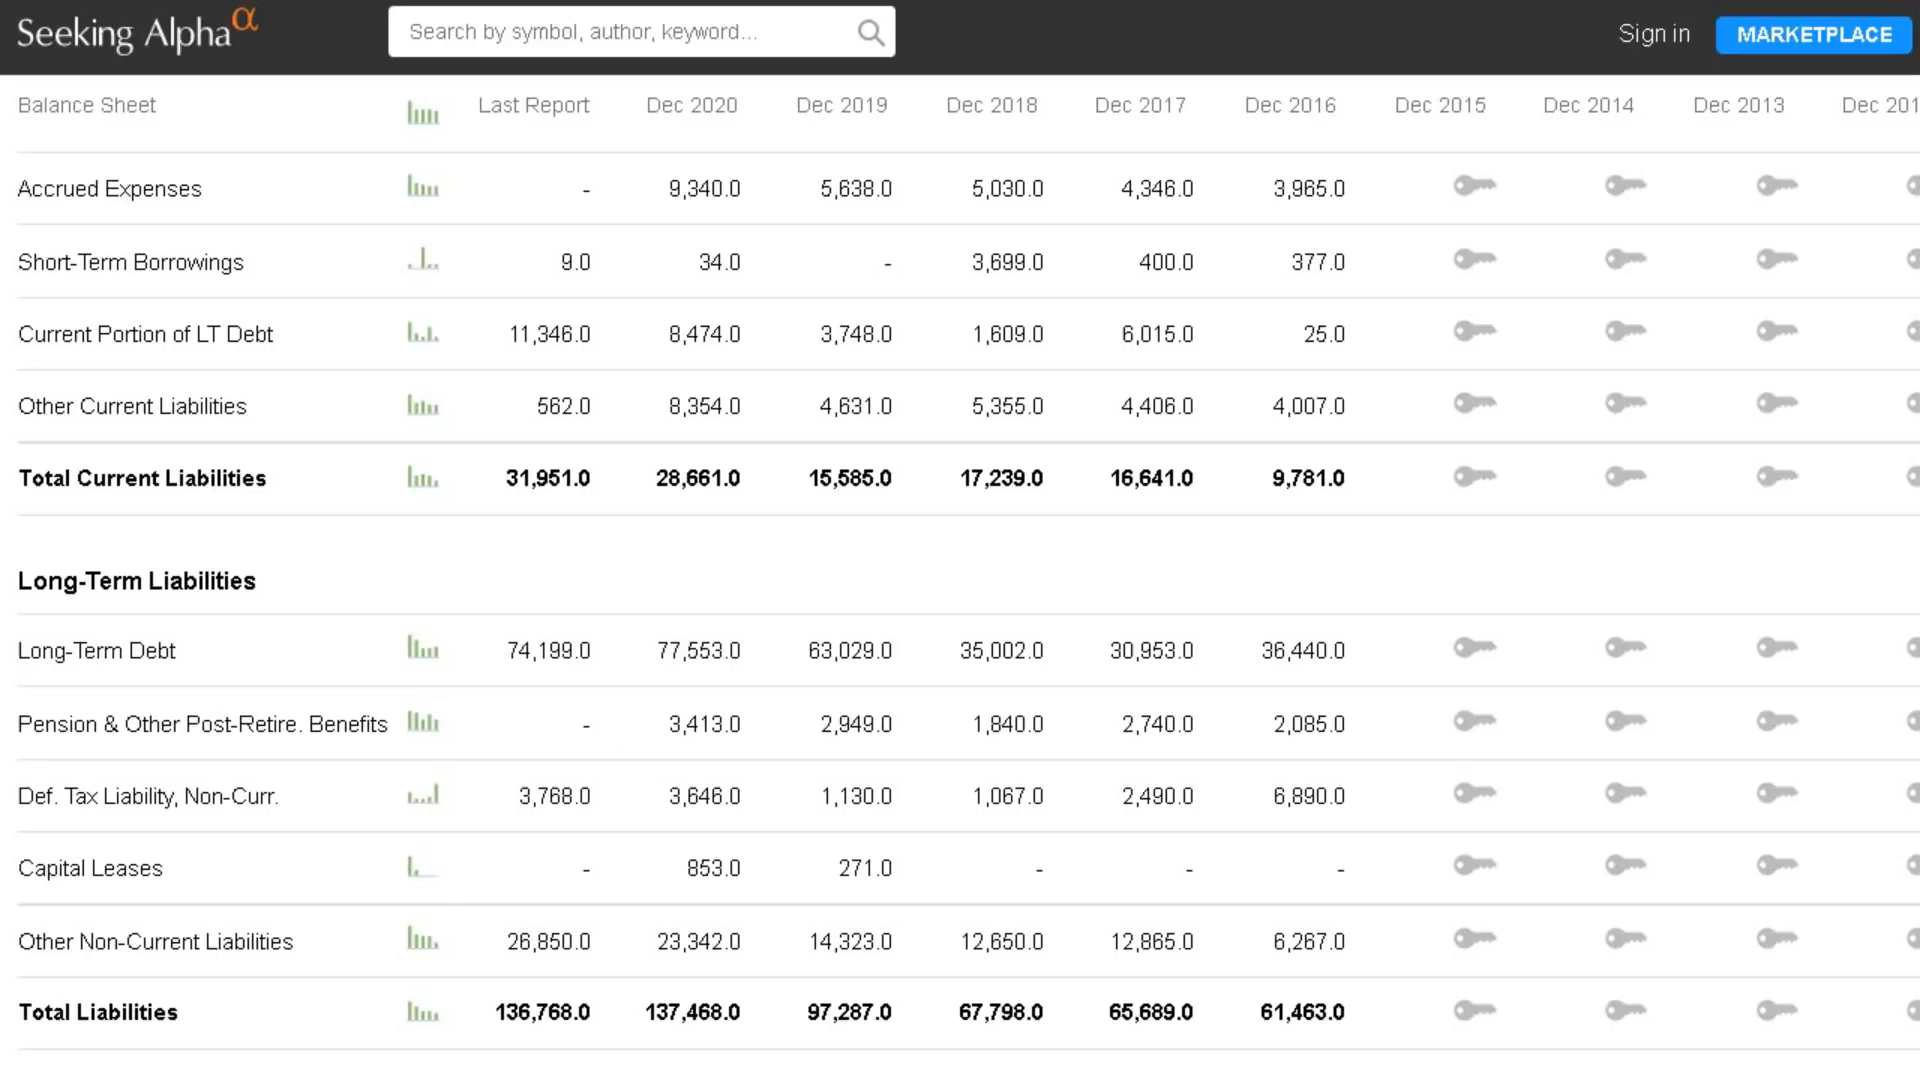 Seeking Alpha α Search by symbol, author, keyword... Sign in MARKETPLACE
Balance Sheet Last Report Dec 2020 Dec 2019 Dec 2018 Dec 2017 Dec 2016 Dec 2015 Dec 2014 Dec 2013 Dec 201
Accrued Expenses - 9,340.0 5,638.0 5,030.0 4,346.0 3,965.0
Short-Term Borrowings 9.0 34.0 - 3,699.0 400.0 377.0
Current Portion of LT Debt 11,346.0 8,474.0 3,748.0 1,609.0 6,015.0 25.0
Other Current Liabilities 562.0 8,354.0 4,631.0 5,355.0 4,406.0 4,007.0
Total Current Liabilities 31,951.0 28,661.0 15,585.0 17,239.0 16,641.0 9,781.0
Long-Term Liabilities
Long-Term Debt 74,199.0 77,553.0 63,029.0 35,002.0 30,953.0 36,440.0
Pension & Other Post-Retire. Benefits - 3,413.0 2,949.0 1,840.0 2,740.0 2,085.0
Def. Tax Liability, Non-Curr. 3,768.0 3,646.0 1,130.0 1,067.0 2,490.0 6,890.0
Capital Leases - 853.0 271.0 - - -
Other Non-Current Liabilities 26,850.0 23,342.0 14,323.0 12,650.0 12,865.0 6,267.0
Total Liabilities 136,768.0 137,468.0 97,287.0 67,798.0 65,689.0 61,463.0